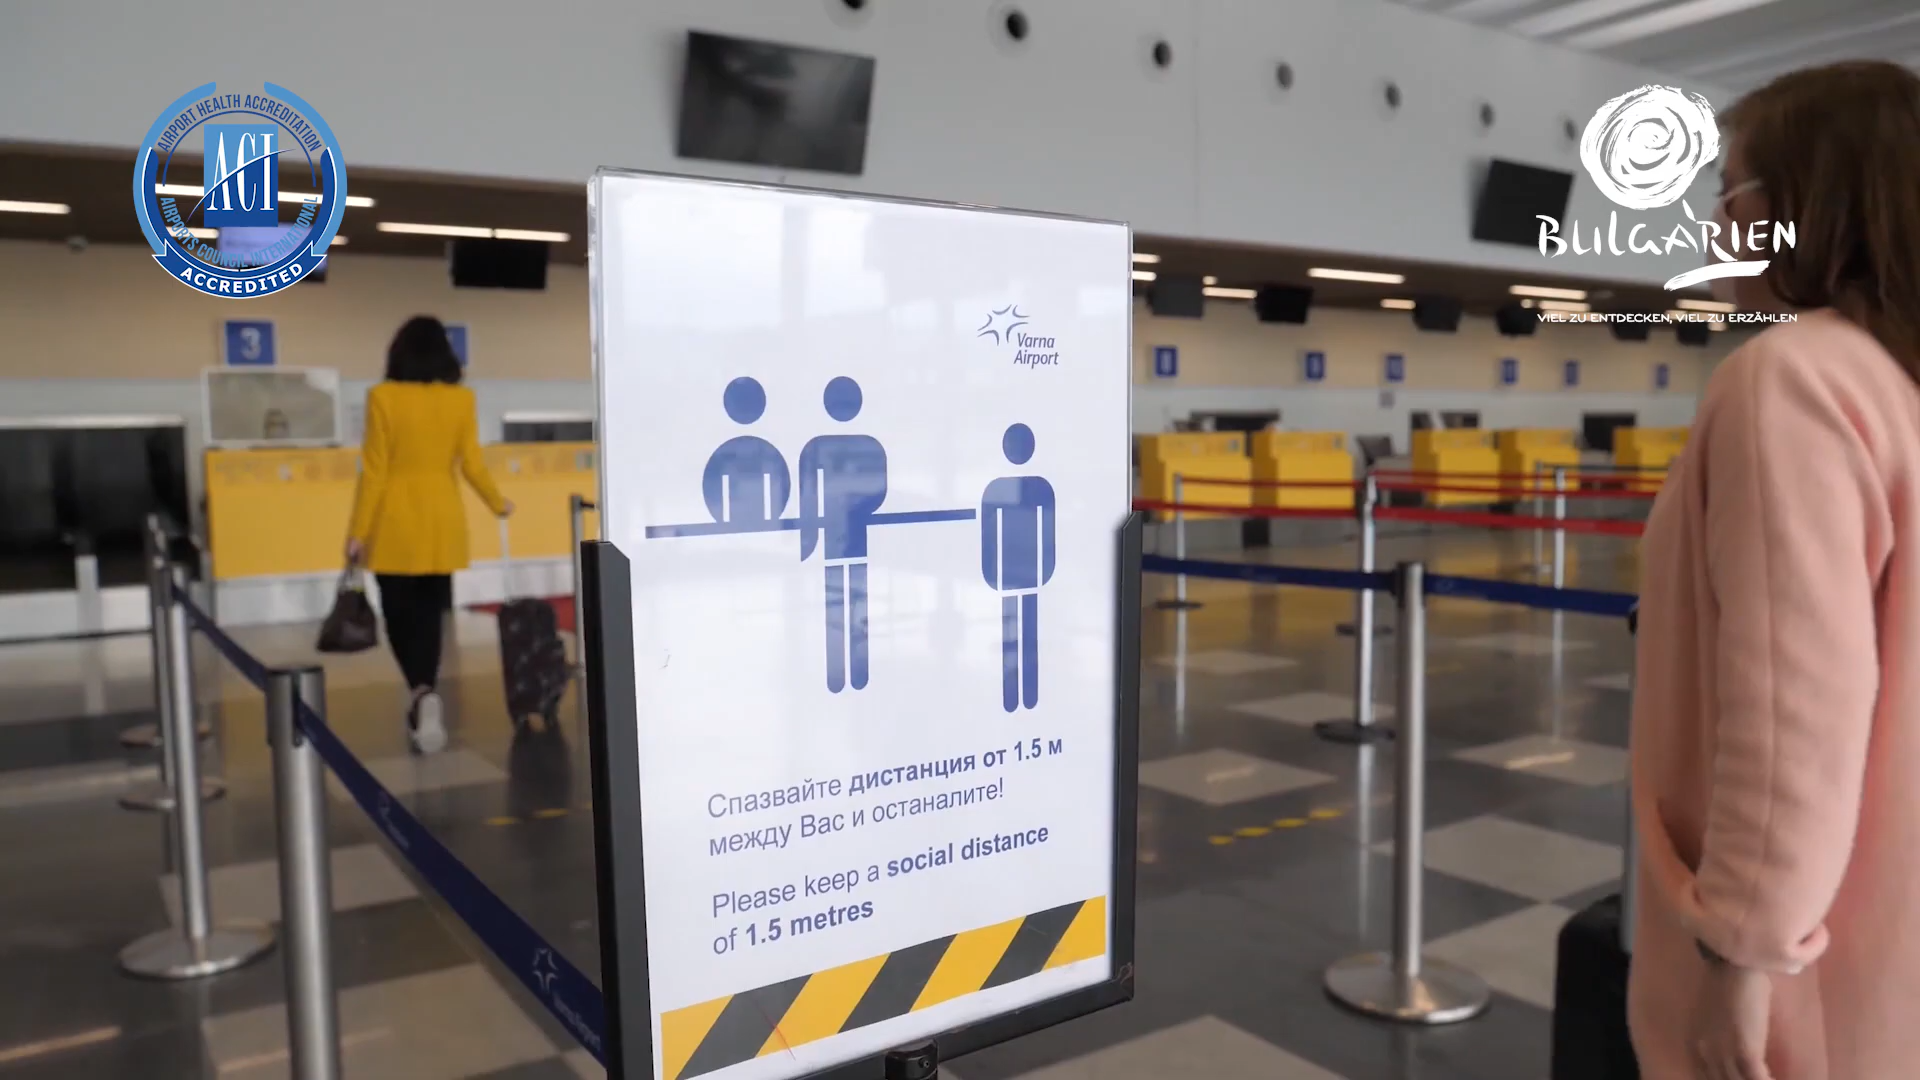 AIRPORT HEALTH ACCREDITATION
ACI
AIRPORTS COUNCIL INTERNATIONAL
ACCREDITED
BLILGÀRIEN
VIEL ZU ENTDECKEN, VIEL ZU ERZÄHLEN
3
Varna
Airport
Спазвайте дистанция от 1.5 м
между Вас и останалите!
Please keep a social distance
of 1.5 metres